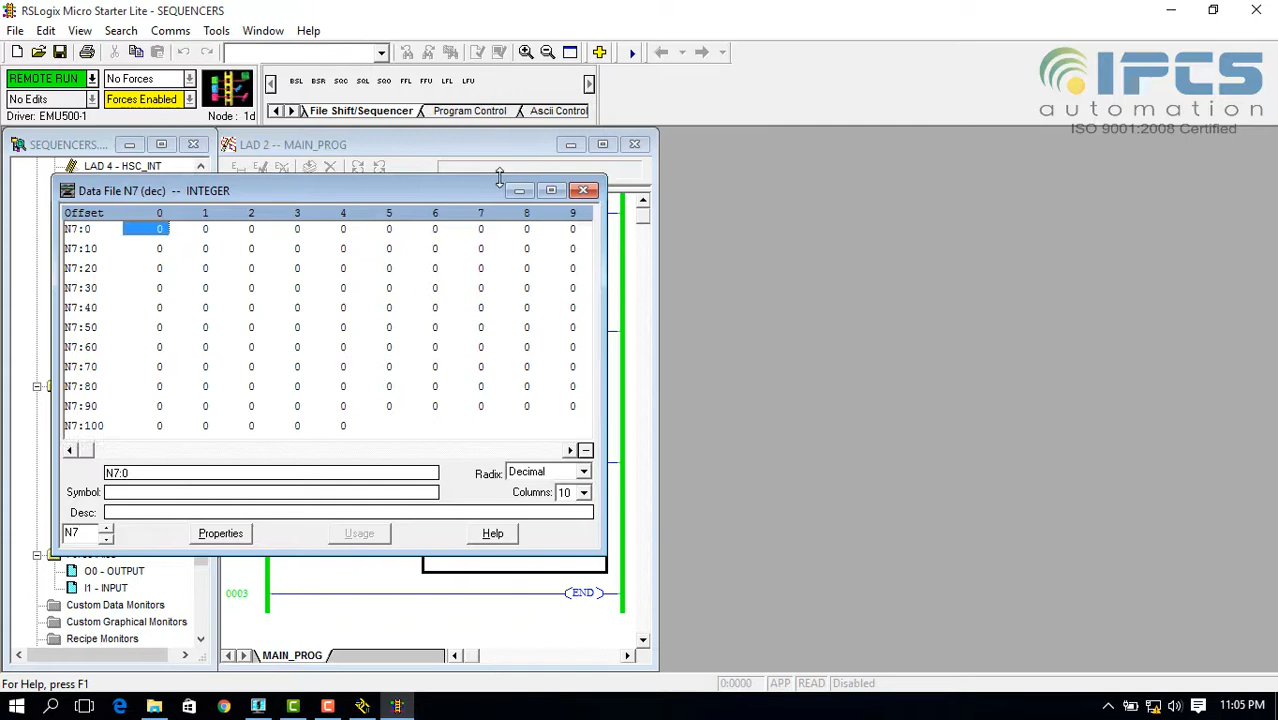 RSLogix Micro Starter Lite - SEQUENCERS
File Edit View Search Comms Tools Window Help
REMOTE RUN No Forces
No Edits Forces Enabled
Driver: EMU500-1 Node : 1d
BSL BSR SQC SQL SQO FFL FFU LFL LFU
File Shift/Sequencer Program Control Ascii Control
IPCS
automation
ISO 9001:2008 Certified
SEQUENCERS....
LAD 2 -- MAIN_PROG
LAD 4 - HSC_INT
Data File N7 (dec) -- INTEGER
Offset 0 1 2 3 4 5 6 7 8 9
N7:0 0 0 0 0 0 0 0 0 0 0
N7:10 0 0 0 0 0 0 0 0 0 0
N7:20 0 0 0 0 0 0 0 0 0 0
N7:30 0 0 0 0 0 0 0 0 0 0
N7:40 0 0 0 0 0 0 0 0 0 0
N7:50 0 0 0 0 0 0 0 0 0 0
N7:60 0 0 0 0 0 0 0 0 0 0
N7:70 0 0 0 0 0 0 0 0 0 0
N7:80 0 0 0 0 0 0 0 0 0 0
N7:90 0 0 0 0 0 0 0 0 0 0
N7:100 0 0 0 0 0
N7:0
Radix: Decimal
Symbol:
Columns: 10
Desc:
N7 Properties Usage Help
O0 - OUTPUT
I1 - INPUT
Custom Data Monitors
Custom Graphical Monitors
Recipe Monitors
0003 END
MAIN_PROG
For Help, press F1
0:0000 APP READ Disabled
11:05 PM